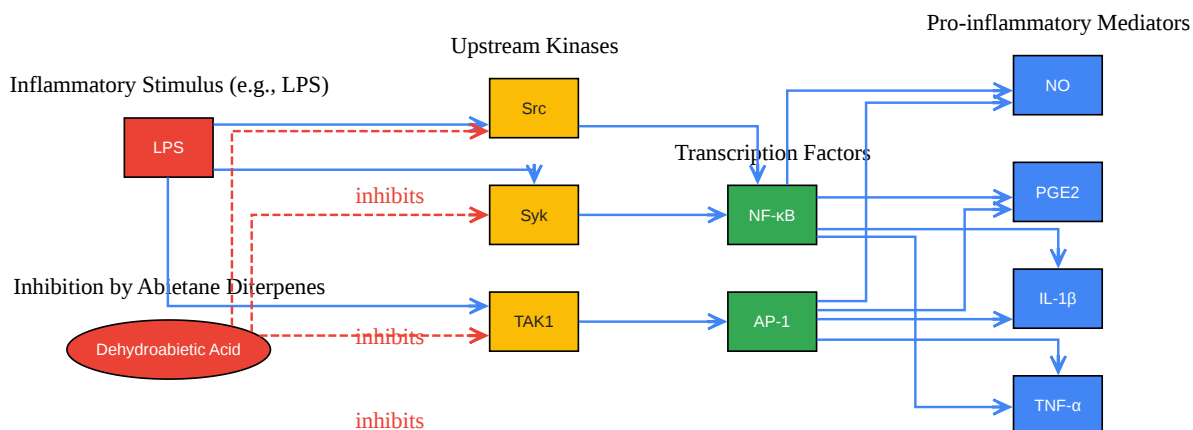 Pro-inflammatory Mediators
Upstream Kinases
Inflammatory Stimulus (e.g., LPS)
NO
Src
LPS
Transcription Factors
PGE2
inhibits
Syk
NF-κB
Inhibition by Abietane Diterpenes
IL-1β
TAK1
AP-1
inhibits
Dehydroabietic Acid
TNF-α
inhibits